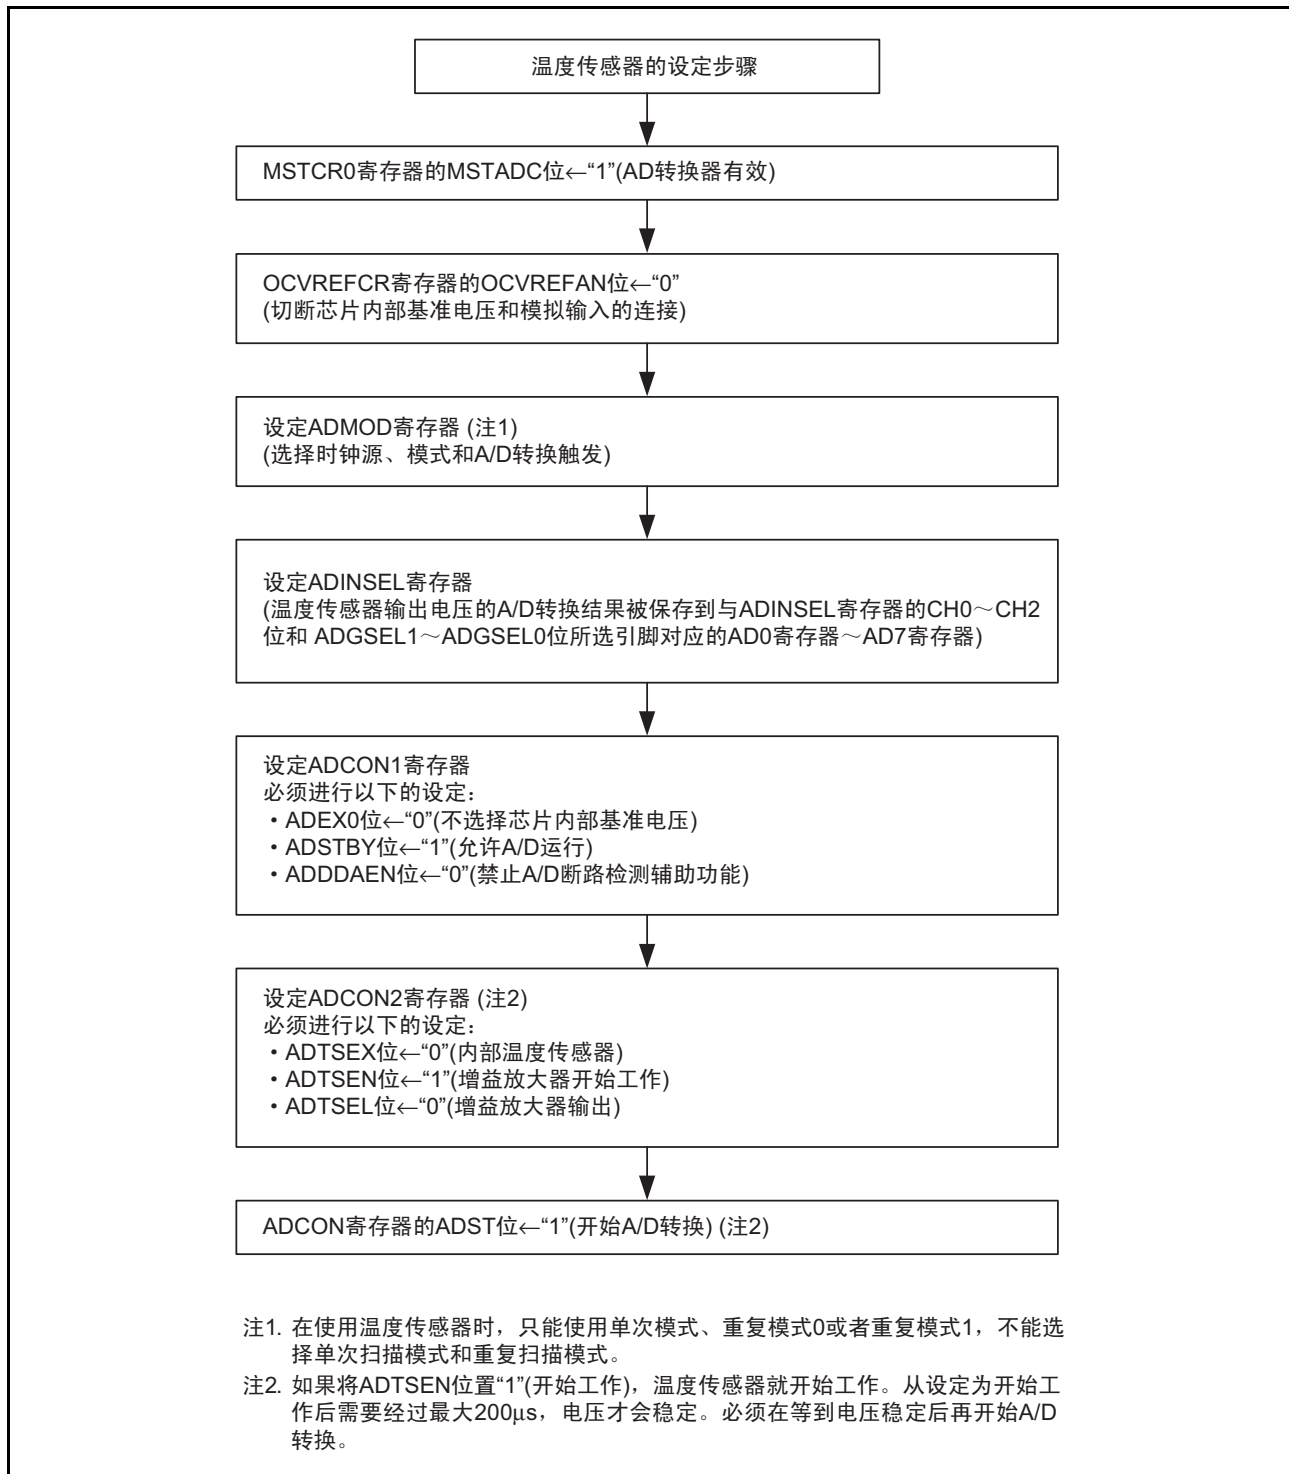 温度传感器的设定步骤
MSTCR0寄存器的MSTADC位←“1”(AD转换器有效)
OCVREFCR寄存器的OCVREFAN位←“0”
(切断芯片内部基准电压和模拟输入的连接)
设定ADMOD寄存器 (注1)
(选择时钟源、模式和A/D转换触发)
设定ADINSEL寄存器
(温度传感器输出电压的A/D转换结果被保存到与ADINSEL寄存器的CH0～CH2
位和 ADGSEL1～ADGSEL0位所选引脚对应的AD0寄存器～AD7寄存器)
设定ADCON1寄存器
必须进行以下的设定：
・ADEX0位←“0”(不选择芯片内部基准电压)
・ADSTBY位←“1”(允许A/D运行)
・ADDDAEN位←“0”(禁止A/D断路检测辅助功能)
设定ADCON2寄存器 (注2)
必须进行以下的设定：
・ADTSEX位←“0”(内部温度传感器)
・ADTSEN位←“1”(增益放大器开始工作)
・ADTSEL位←“0”(增益放大器输出)
ADCON寄存器的ADST位←“1”(开始A/D转换) (注2)
注1. 在使用温度传感器时，只能使用单次模式、重复模式0或者重复模式1，不能选
择单次扫描模式和重复扫描模式。
注2. 如果将ADTSEN位置“1”(开始工作)，温度传感器就开始工作。从设定为开始工
作后需要经过最大200μs，电压才会稳定。必须在等到电压稳定后再开始A/D
转换。